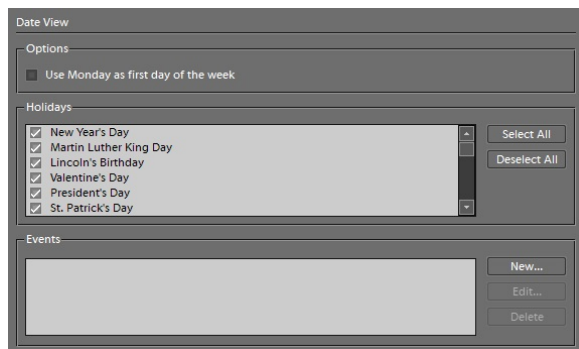 Date View
Options
Use Monday as first day of the week
Holidays
New Year's Day
Martin Luther King Day
Lincoln's Birthday
Valentine's Day
President's Day
St. Patrick's Day
Select All
Deselect All
Events
New...
Edit...
Delete